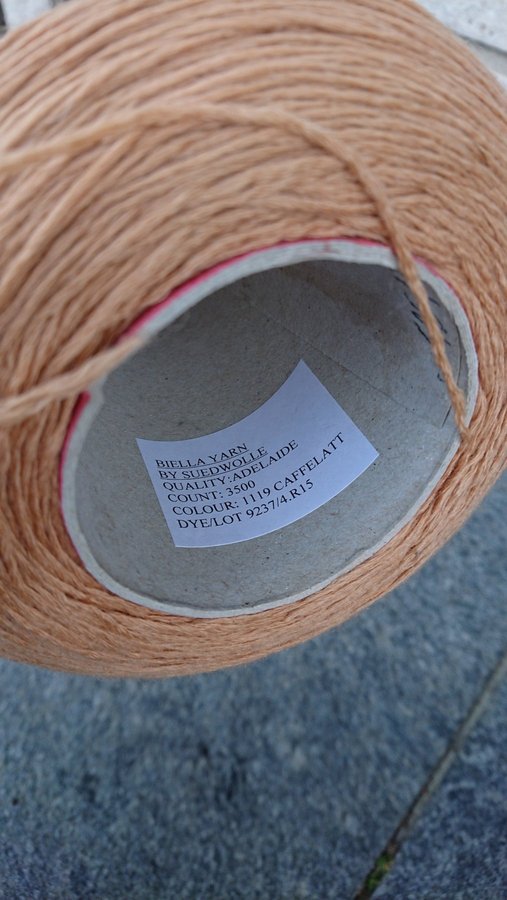 BIELLA YARN
BY SUEDWOLLE
QUALITY:ADELAIDE
COUNT: 3500
COLOUR: 1119 CAFFELATT
DYE/LOT 9237/4.R15